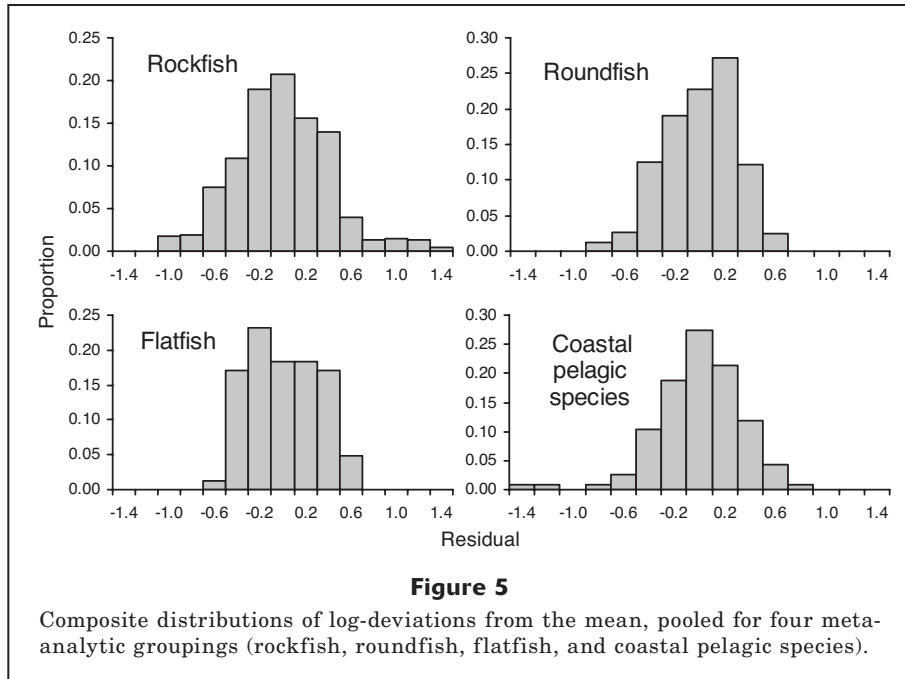 Rockfish
0.25
0.20
0.15
0.10
0.05
0.00
-1.4 -1.0 -0.6 -0.2 0.2 0.6 1.0 1.4
Roundfish
0.30
0.25
0.20
0.15
0.10
0.05
0.00
-1.4 -1.0 -0.6 -0.2 0.2 0.6 1.0 1.4
Proportion
Flatfish
0.25
0.20
0.15
0.10
0.05
0.00
-1.4 -1.0 -0.6 -0.2 0.2 0.6 1.0 1.4
Coastal
pelagic
species
0.30
0.25
0.20
0.15
0.10
0.05
0.00
-1.4 -1.0 -0.6 -0.2 0.2 0.6 1.0 1.4
Residual
Figure 5
Composite distributions of log-deviations from the mean, pooled for four meta-
analytic groupings (rockfish, roundfish, flatfish, and coastal pelagic species).